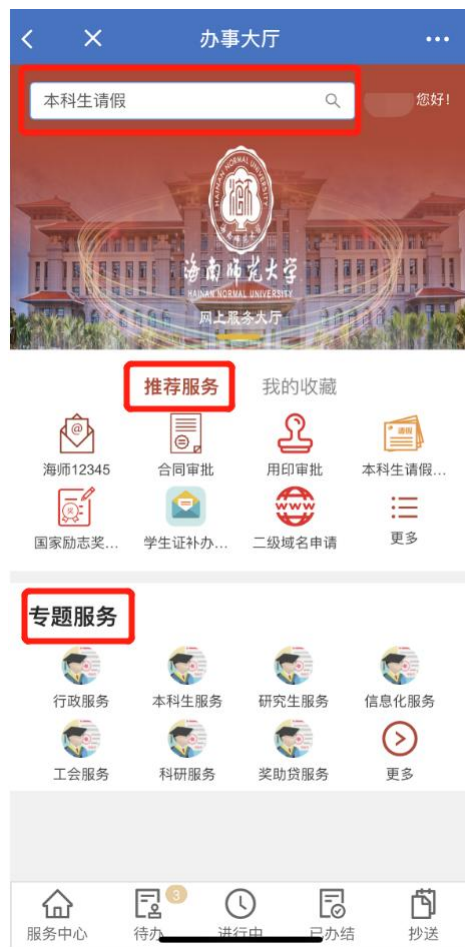 办事大厅
本科生请假
您好!
海南师范大学
HAINAN NORMAL UNIVERSITY
网上服务大厅
推荐服务 我的收藏
海师12345 合同审批 用印审批 本科生请假...
国家励志奖... 学生证补办... 二级域名申请 更多
专题服务
行政服务 本科生服务 研究生服务 信息化服务
工会服务 科研服务 奖助贷服务 更多
3
服务中心 待办 进行中 已办结 抄送